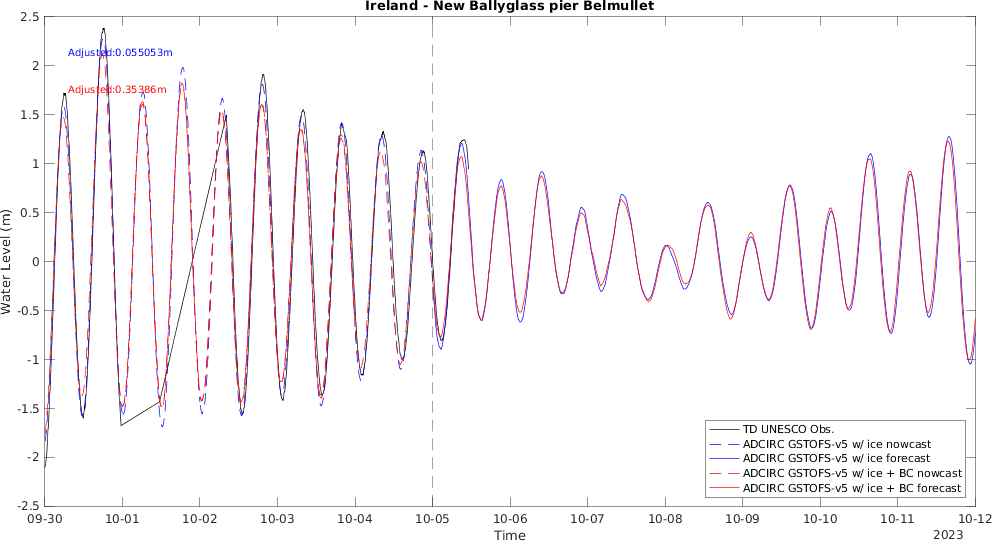 Ireland - New Ballyglass pier Belmullet
Adjusted:0.055053m
Adjusted:0.35386m
Water Level (m)
2.5
2
1.5
1
0.5
0
-0.5
-1
-1.5
-2
-2.5
TD UNESCO Obs.
ADCIRC GSTOFS-v5 w/ ice nowcast
ADCIRC GSTOFS-v5 w/ ice forecast
ADCIRC GSTOFS-v5 w/ ice + BC nowcast
ADCIRC GSTOFS-v5 w/ ice + BC forecast
09-30 10-01 10-02 10-03 10-04 10-05 10-06 10-07 10-08 10-09 10-10 10-11 10-12
Time
2023